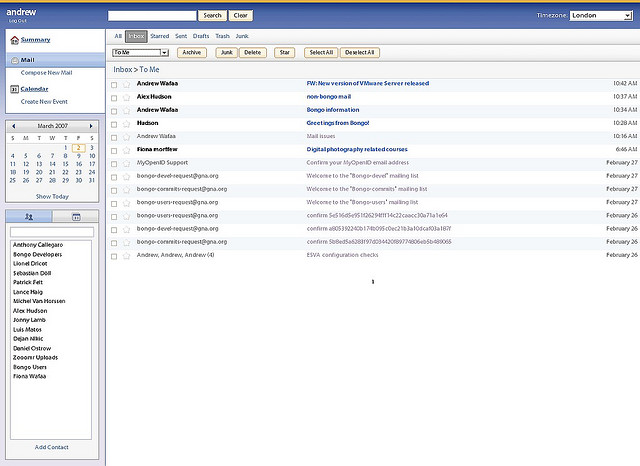 andrew
Log Out
Search Clear
Timezone: London
Summary
Mail
Compose New Mail
Calendar
Create New Event
March 2007
S M T W T F S
1 2 3
4 5 6 7 8 9 10
11 12 13 14 15 16 17
18 19 20 21 22 23 24
25 26 27 28 29 30 31
Show Today
Anthony Callegaro
Bongo Developers
Lionel Dricot
Sebastian Döll
Patrick Felt
Lance Haig
Michel Van Horssen
Alex Hudson
Jonny Lamb
Luis Matos
Dejan Nikic
Daniel Ostrow
Zooomr Uploads
Bongo Users
Fiona Wafaa
Add Contact
All Inbox Starred Sent Drafts Trash Junk
To Me Archive Junk Delete Star Select All Deselect All
Inbox > To Me
Andrew Wafaa FW: New version of VMware Server released 10:42 AM
Alex Hudson non-bongo mail 10:37 AM
Andrew Wafaa Bongo information 10:34 AM
Hudson Greetings from Bongo! 10:28 AM
Andrew Wafaa Mail issues 10:16 AM
Fiona mortfew Digital photography related courses 6:46 AM
MyOpenID Support Confirm your MyOpenID email address February 27
bongo-devel-request@gna.org Welcome to the "Bongo-devel" mailing list February 27
bongo-commits-request@gna.org Welcome to the "Bongo-commits" mailing list February 27
bongo-users-request@gna.org Welcome to the "Bongo-users" mailing list February 27
bongo-users-request@gna.org confirm February 26
bongo-devel-request@gna.org confirm February 26
bongo-commits-request@gna.org confirm February 26
Andrew, Andrew, Andrew (4) ESVA configuration checks February 26
1